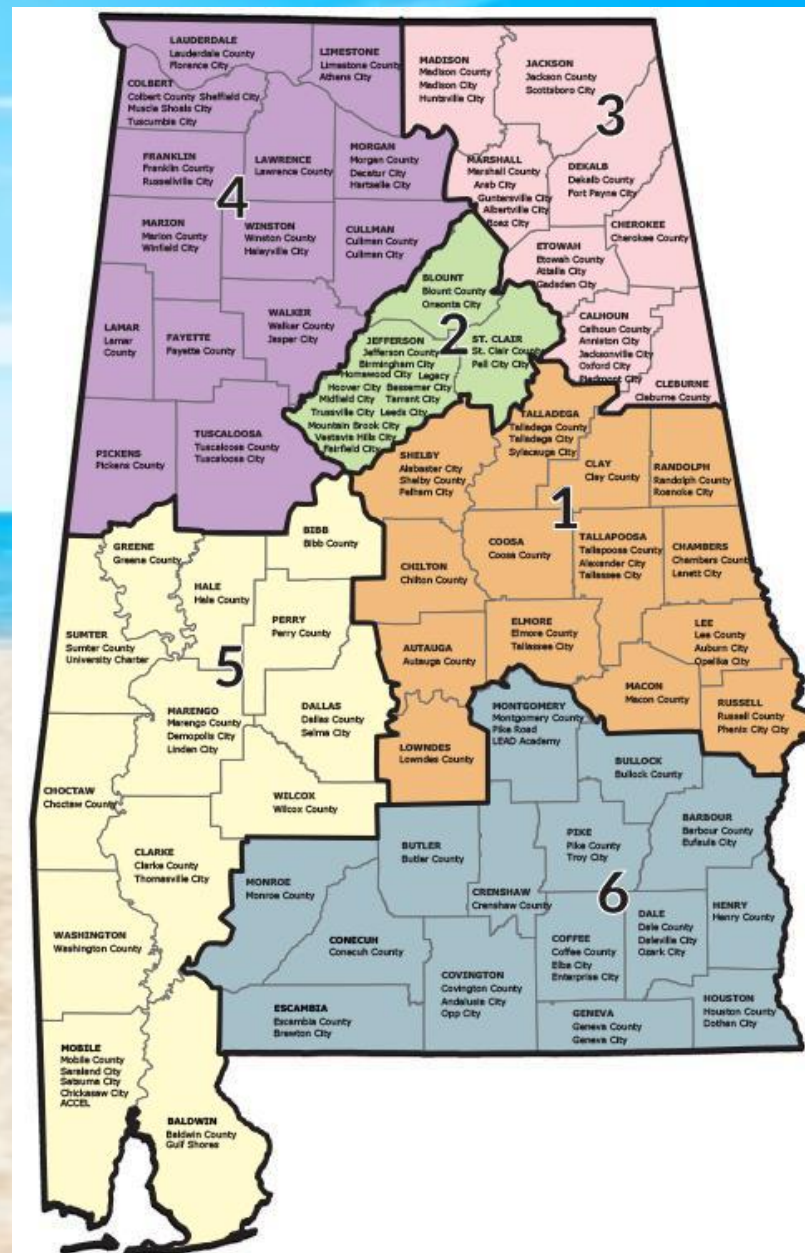 LAUDERDALE
Lauderdale County
Florence City
LIMESTONE
Limestone County
Athens City
COLBERT
Colbert County Sheffield City
Muscle Shoals City
Tuscumbia City
FRANKLIN
Franklin County
Russellville City
LAWRENCE
Lawrence County
MORGAN
Morgan County
Decatur City
Hartselle City
4
MARION
Marion County
Winfield City
WINSTON
Winston County
Haleyville City
CULLMAN
Cullman County
Cullman City
LAMAR
Lamar
County
FAYETTE
Fayette County
WALKER
Walker County
Jasper City
PICKENS
Pickens County
TUSCALOOSA
Tuscaloosa County
Tuscaloosa City
MADISON
Madison County
Madison City
Huntsville City
JACKSON
Jackson County
Scottsboro City
3
MARSHALL
Marshall County
Arab City
Guntersville City
Albertville City
Boaz City
DEKALB
Dekalb County
Fort Payne City
CHEROKEE
Cherokee County
ETOWAH
Etowah County
Attalla City
Gadsden City
CALHOUN
Calhoun County
Anniston City
Jacksonville City
Oxford City
Piedmont City
CLEBURNE
Cleburne County
BLOUNT
Blount County
Oneonta City
2
JEFFERSON
Jefferson County
Birmingham City
Homewood City Legacy
Hoover City Bessemer City
Midfield City Tarrant City
Trussville City Leeds City
Mountain Brook City
Vestavia Hills City
Fairfield City
ST. CLAIR
St. Clair County
Pell City City
TALLADEGA
Talladega County
Talladega City
Sylacauga City
SHELBY
Alabaster City
Shelby County
Pelham City
CLAY
Clay County
RANDOLPH
Randolph County
Roanoke City
1
COOSA
Coosa County
TALLAPOOSA
Tallapoosa County
Alexander City
Tallassee City
CHAMBERS
Chambers County
Lanett City
CHILTON
Chilton County
AUTAUGA
Autauga County
ELMORE
Elmore County
Tallassee City
LEE
Lee County
Auburn City
Opelika City
MACON
Macon County
RUSSELL
Russell County
Phenix City City
LOWNDES
Lowndes County
BIBB
Bibb County
GREENE
Greene County
HALE
Hale County
PERRY
Perry County
SUMTER
Sumter County
University Charter
5
MARENGO
Marengo County
Demopolis City
Linden City
DALLAS
Dallas County
Selma City
CHOCTAW
Choctaw County
WILCOX
Wilcox County
CLARKE
Clarke County
Thomasville City
WASHINGTON
Washington County
MOBILE
Mobile County
Saraland City
Satsuma City
Chickasaw City
ACCEL
BALDWIN
Baldwin County
Gulf Shores
MONTGOMERY
Montgomery County
Pike Road
LEAD Academy
BULLOCK
Bullock County
BARBOUR
Barbour County
Eufaula City
PIKE
Pike County
Troy City
BUTLER
Butler County
CRENSHAW
Crenshaw County
MONROE
Monroe County
6
CONECUH
Conecuh County
COFFEE
Coffee County
Elba City
Enterprise City
DALE
Dale County
Daleville City
Ozark City
HENRY
Henry County
COVINGTON
Covington County
Andalusia City
Opp City
ESCAMBIA
Escambia County
Brewton City
GENEVA
Geneva County
Geneva City
HOUSTON
Houston County
Dothan City